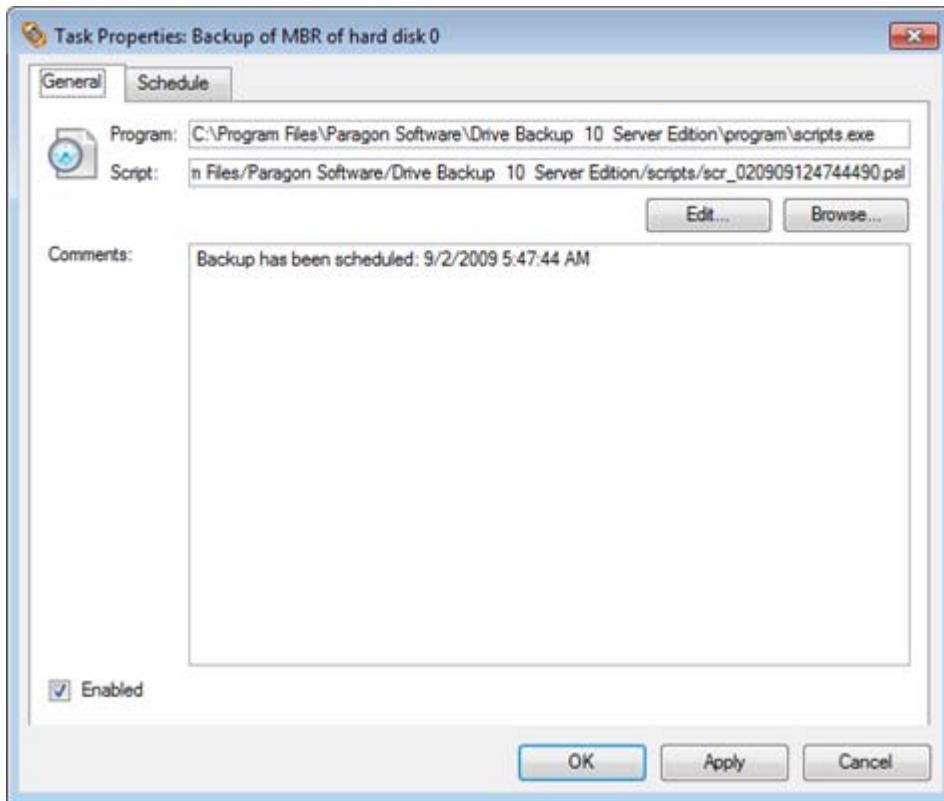 Task Properties: Backup of MBR of hard disk 0
General Schedule
Program: C:\Program Files\Paragon Software\Drive Backup 10 Server Edition\program\scripts.exe
Script: n Files/Paragon Software/Drive Backup 10 Server Edition/scripts/scr_020909124744490.psl
Edit... Browse...
Comments: Backup has been scheduled: 9/2/2009 5:47:44 AM
Enabled
OK Apply Cancel